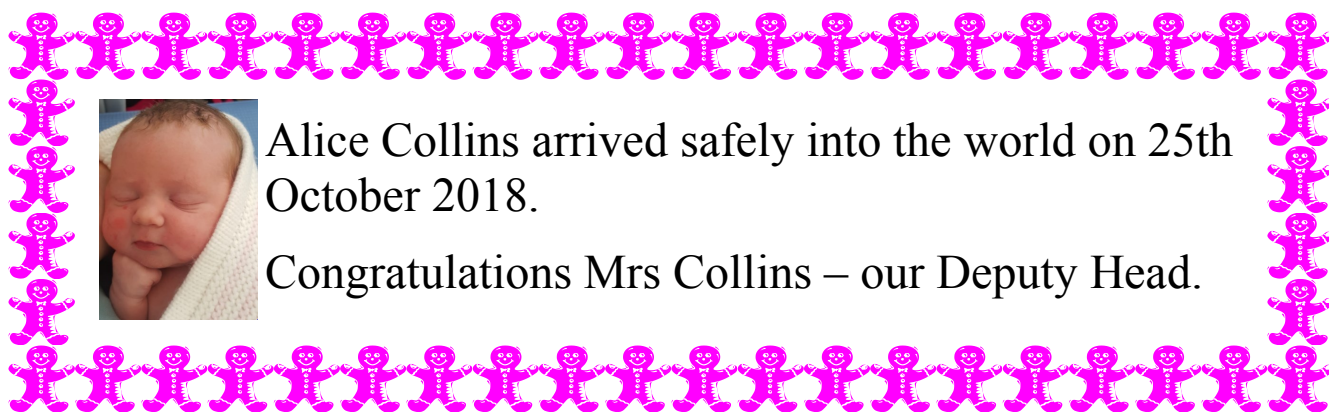 Alice Collins arrived safely into the world on 25th
October 2018.
Congratulations Mrs Collins – our Deputy Head.